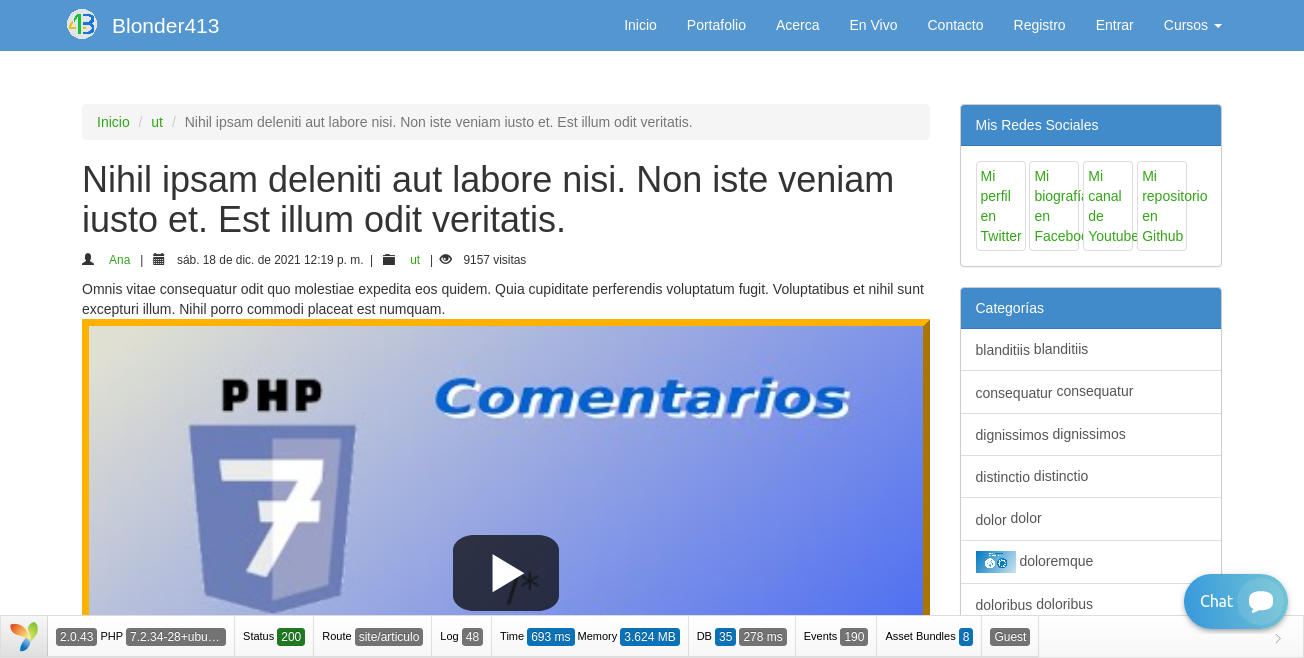 Blonder413 Inicio Portafolio Acerca En Vivo Contacto Registro Entrar Cursos
Inicio / ut / Nihil ipsam deleniti aut labore nisi. Non iste veniam iusto et. Est illum odit veritatis.
Nihil ipsam deleniti aut labore nisi. Non iste veniam
iusto et. Est illum odit veritatis.
Ana | sáb. 18 de dic. de 2021 12:19 p. m. | ut | 9157 visitas
Omnis vitae consequatur odit quo molestiae expedita eos quidem. Quia cupiditate perferendis voluptatum fugit. Voluptatibus et nihil sunt
excepturi illum. Nihil porro commodi placeat est numquam.
PHP
7
Comentarios
/*
Mis Redes Sociales
Mi
perfil
en
Twitter
Mi
biografía
en
Mi
canal
de
Youtube
Mi
repositorio
en
Github
Categorías
blanditiis blanditiis
consequatur consequatur
dignissimos dignissimos
distinctio distinctio
dolor dolor
doloremque
doloribus doloribus
Chat
2.0.43 PHP 7.2.34-28+ubu… Status 200 Route site/articulo Log 48 Time 693 ms Memory 3.624 MB DB 35 278 ms Events 190 Asset Bundles 8 Guest